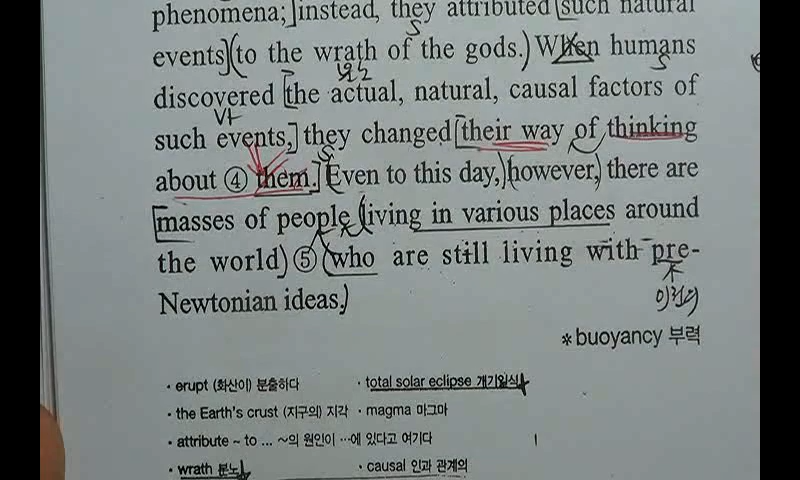 phenomena; instead, they attributed such natural
events to the wrath of the gods. When humans
discovered the actual, natural, causal factors of
such events, they changed their way of thinking
about ④ them. Even to this day, however, there are
masses of people living in various places around
the world ⑤ who are still living with pre-
Newtonian ideas.
이전의
*buoyancy 부력
• erupt (화산이) 분출하다 • total solar eclipse 개기일식
• the Earth's crust (지구의) 지각 • magma 마그마
• attribute ~ to ... ~의 원인이 …에 있다고 여기다
• wrath 분노 • causal 인과 관계의